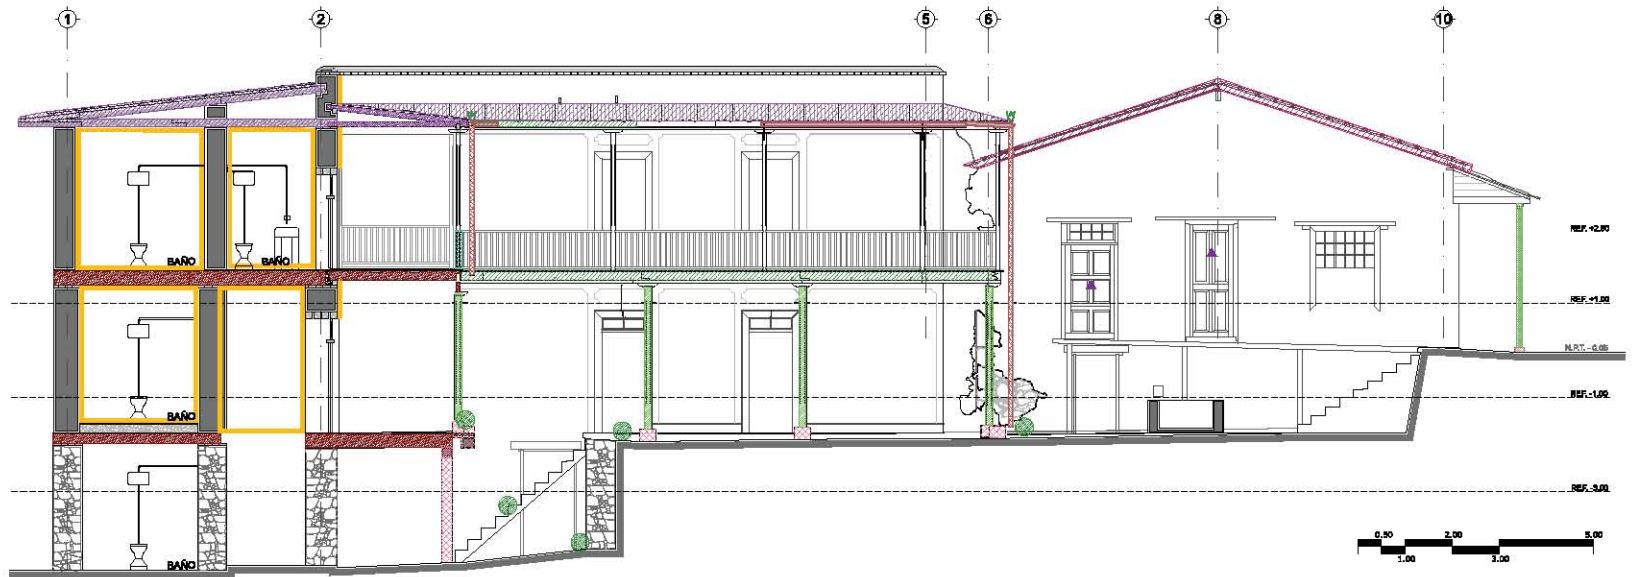 1
2
5
6
8
10
BAÑO
BAÑO
REF. +2.90
REF. +1.00
N.P.T. - 0.05
REF. -1.00
BAÑO
REF. -3.00
0.50 2.00 5.00
1.00 3.00
BAÑO